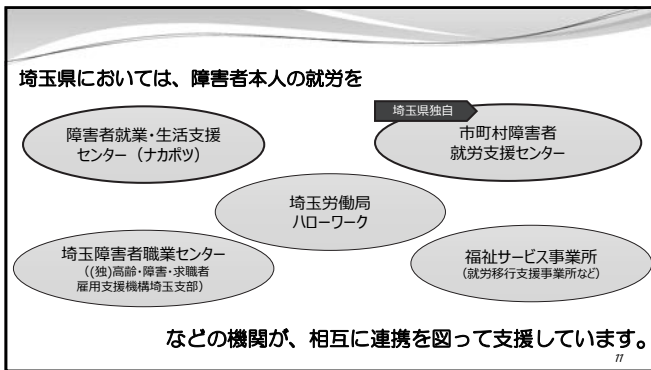 埼玉県においては、障害者本人の就労を
障害者就業・生活支援
センター（ナカポツ）
埼玉県独自
市町村障害者
就労支援センター
埼玉労働局
ハローワーク
埼玉障害者職業センター
((独)高齢・障害・求職者
雇用支援機構埼玉支部）
福祉サービス事業所
(就労移行支援事業所など)
などの機関が、相互に連携を図って支援しています。
11